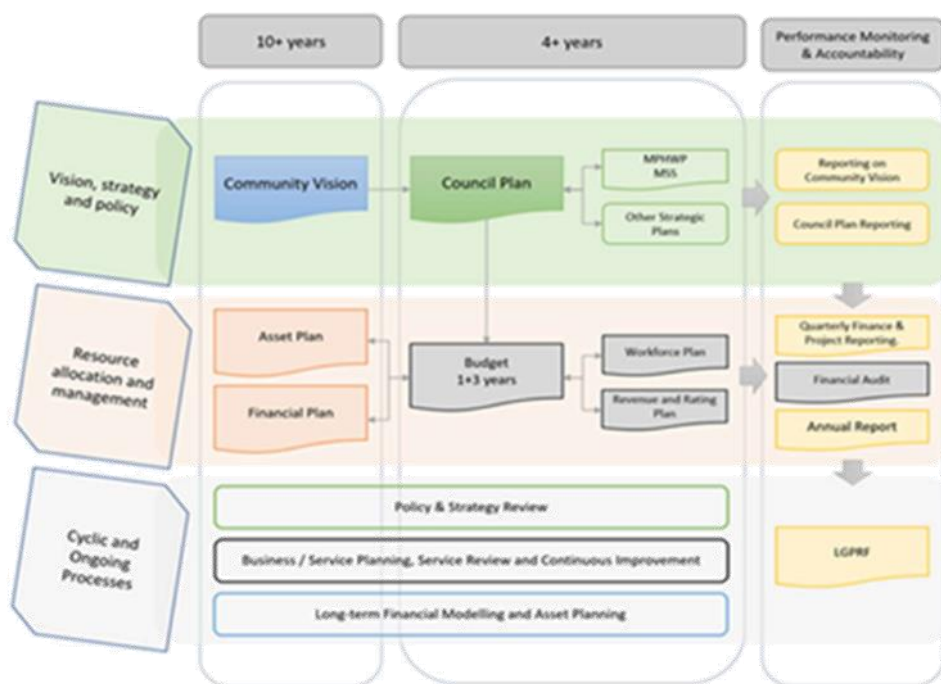 10+ years
4+ years
Performance Monitoring
& Accountability
Vision, strategy
and policy
Community Vision
Council Plan
MPHWP
MSS
Other Strategic
Plans
Reporting on
Community Vision
Council Plan Reporting
Resource
allocation and
management
Asset Plan
Financial Plan
Budget
1+3 years
Workforce Plan
Revenue and Rating
Plan
Quarterly Finance &
Project Reporting.
Financial Audit
Annual Report
Cyclic and
Ongoing
Processes
Policy & Strategy Review
Business / Service Planning, Service Review and Continuous Improvement
Long-term Financial Modelling and Asset Planning
LGPRF